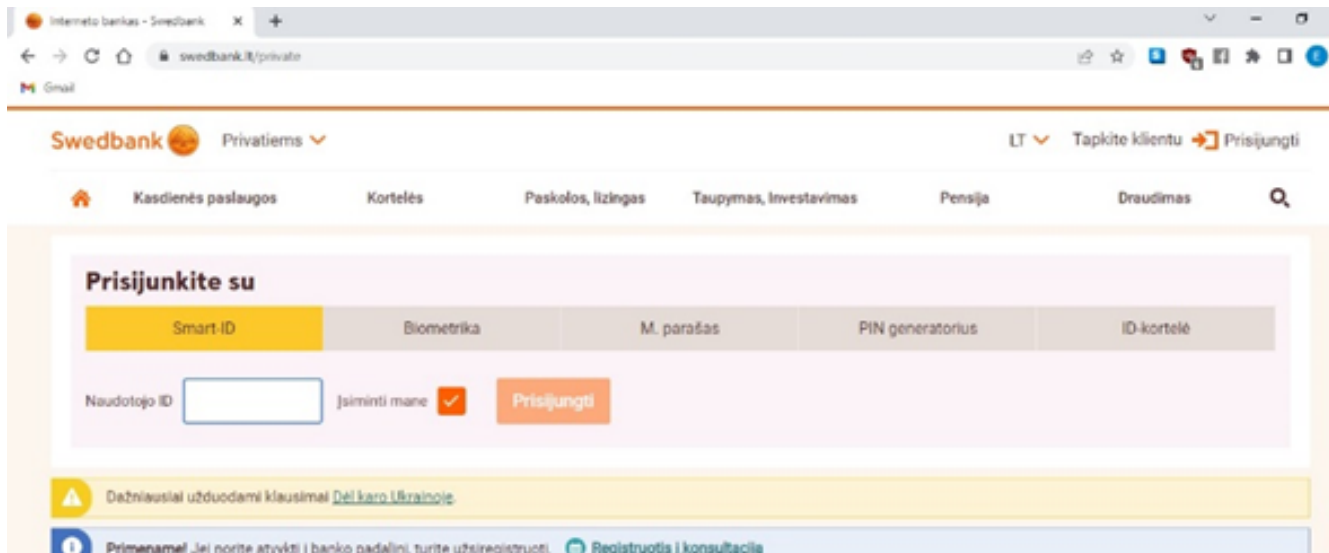 Interneto bankas - Swedbank
swedbank.lt/private
Gmail
Swedbank Privatiems LT Tapkite klientu Prisijungti
Kasdienės paslaugos Kortelės Paskolos, lizingas Taupymas, Investavimas Pensija Draudimas
Prisijunkite su
Smart-ID Biometrika M. parašas PIN generatorius ID-kortelė
Naudotojo ID Įsiminti mane Prisijungti
Dažniausiai užduodami klausimai Dėl karo Ukrainoje.
Primename! Jei norite atvykti į banko padalinį, turite užsiregistruoti. Registruotis į konsultaciją